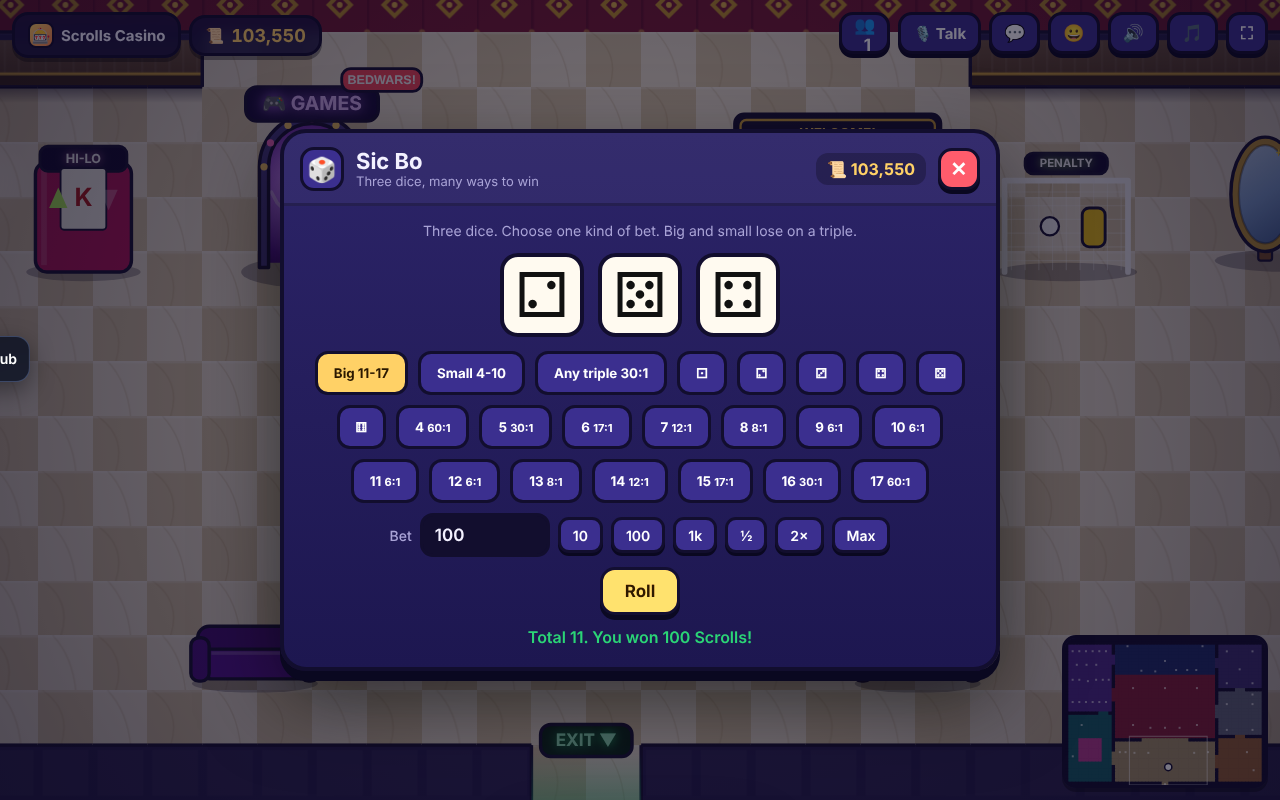 Scrolls Casino
103,550
1
Talk
BEDWARS!
GAMES
HI-LO
K
PENALTY
Sic Bo
Three dice, many ways to win
103,550
Three dice. Choose one kind of bet. Big and small lose on a triple.
Big 11-17
Small 4-10
Any triple 30:1
4 60:1
5 30:1
6 17:1
7 12:1
8 8:1
9 6:1
10 6:1
11 6:1
12 6:1
13 8:1
14 12:1
15 17:1
16 30:1
17 60:1
Bet
100
10
100
1k
½
2×
Max
Roll
Total 11. You won 100 Scrolls!
ub
EXIT ▼